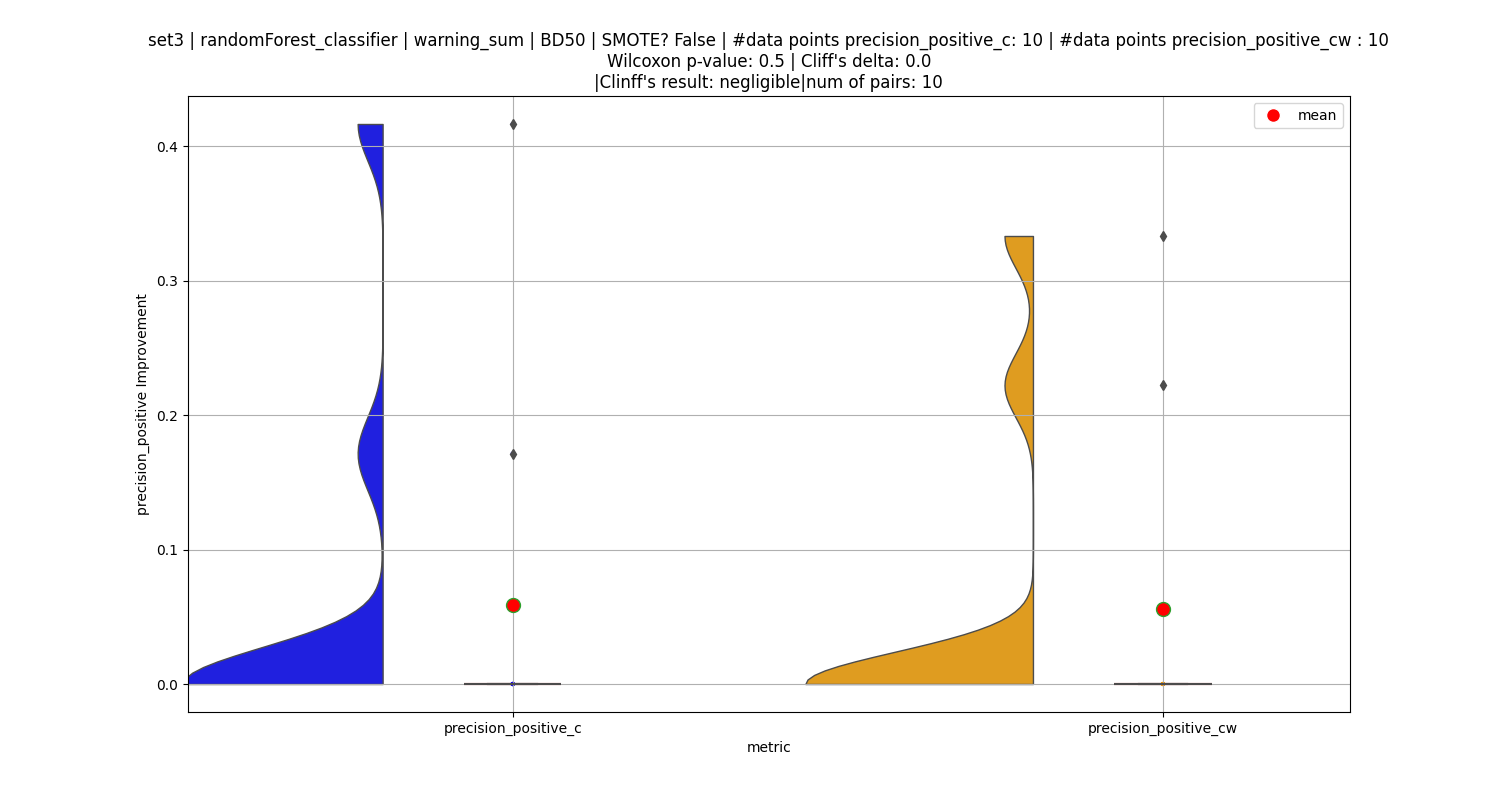 set3 | randomForest_classifier | warning_sum | BD50 | SMOTE? False | #data points precision_positive_c: 10 | #data points precision_positive_cw : 10
Wilcoxon p-value: 0.5 | Cliff's delta: 0.0
|Clinff's result: negligible|num of pairs: 10
mean
0.4
0.3
0.2
0.1
0.0
precision_positive Improvement
precision_positive_c
precision_positive_cw
metric